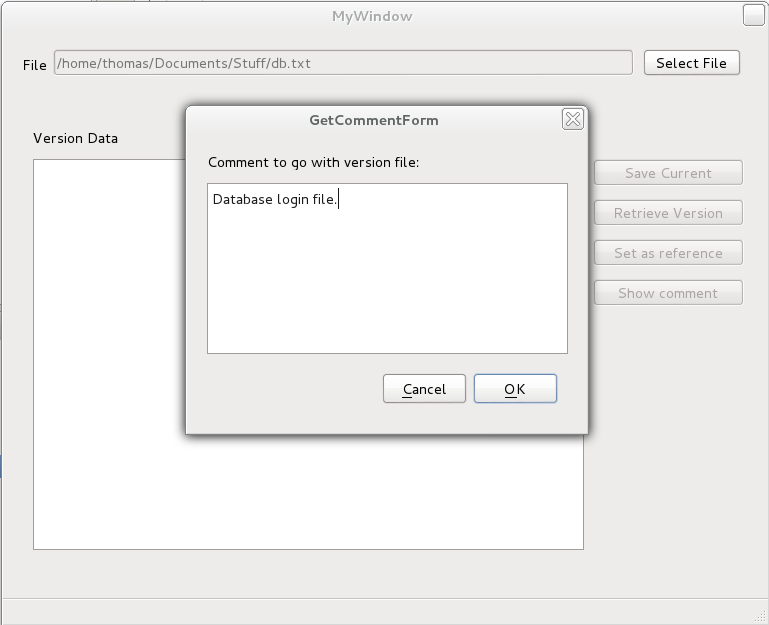 MyWindow
File /home/thomas/Documents/Stuff/db.txt Select File
GetCommentForm
Version Data
Comment to go with version file:
Database login file.
Save Current
Retrieve Version
Set as reference
Show comment
Cancel OK